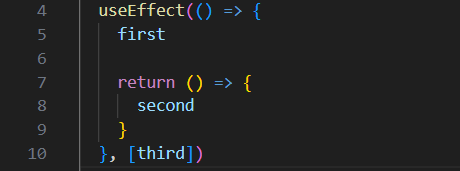 4 useEffect(() => {
5 first
6
7 return () => {
8 second
9 }
10 }, [third])